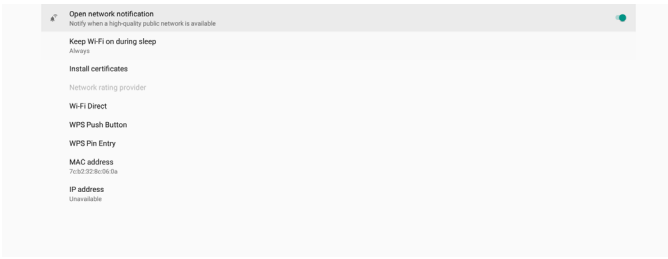 Open network notification
Notify when a high-quality public network is available
Keep Wi-Fi on during sleep
Always
Install certificates
Network rating provider
Wi-Fi Direct
WPS Push Button
WPS Pin Entry
MAC address
7c:b2:32:8c:06:0a
IP address
Unavailable